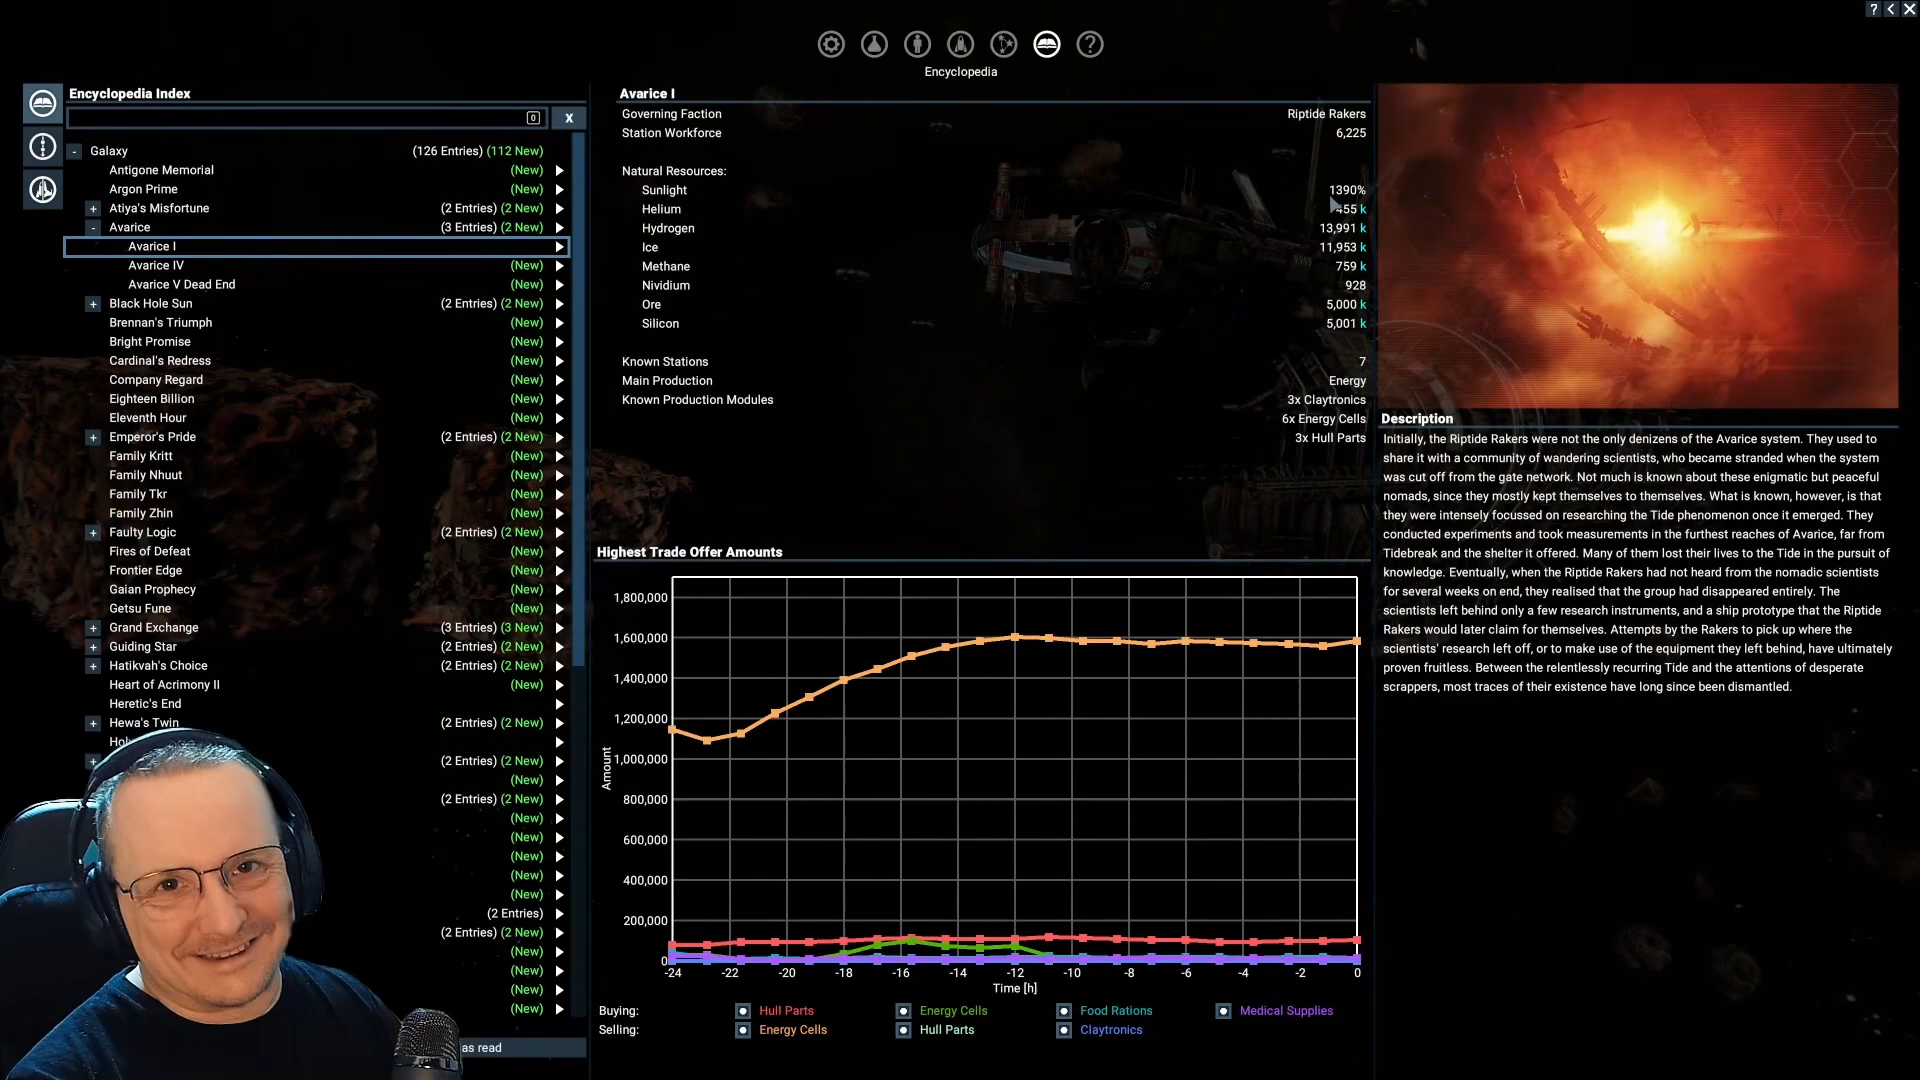 ? < X
Encyclopedia
Encyclopedia Index
0 X
- Galaxy (126 Entries) (112 New)
Antigone Memorial (New)
Argon Prime (New)
+ Atiya's Misfortune (2 Entries) (2 New)
- Avarice (3 Entries) (2 New)
Avarice I
Avarice IV (New)
Avarice V Dead End (New)
+ Black Hole Sun (2 Entries) (2 New)
Brennan's Triumph (New)
Bright Promise (New)
Cardinal's Redress (New)
Company Regard (New)
Eighteen Billion (New)
Eleventh Hour (New)
+ Emperor's Pride (2 Entries) (2 New)
Family Kritt (New)
Family Nhuut (New)
Family Tkr (New)
Family Zhin (New)
+ Faulty Logic (2 Entries) (2 New)
Fires of Defeat (New)
Frontier Edge (New)
Gaian Prophecy (New)
Getsu Fune (New)
+ Grand Exchange (3 Entries) (3 New)
+ Guiding Star (2 Entries) (2 New)
+ Hatikvah's Choice (2 Entries) (2 New)
Heart of Acrimony II (New)
Heretic's End
+ Hewa's Twin (2 Entries) (2 New)
+ (2 Entries) (2 New)
(New)
(2 Entries) (2 New)
(New)
(New)
(New)
(New)
(New)
(2 Entries)
(2 Entries) (2 New)
(New)
(New)
(New)
(New)
as read
Avarice I
Governing Faction Riptide Rakers
Station Workforce 6,225
Natural Resources:
Sunlight 1390%
Helium 455 k
Hydrogen 13,991 k
Ice 11,953 k
Methane 759 k
Nividium 928
Ore 5,000 k
Silicon 5,001 k
Known Stations 7
Main Production Energy
Known Production Modules 3x Claytronics
6x Energy Cells
3x Hull Parts
Highest Trade Offer Amounts
1,800,000
1,600,000
1,400,000
1,200,000
1,000,000
800,000
600,000
400,000
200,000
0
Amount
-24 -22 -20 -18 -16 -14 -12 -10 -8 -6 -4 -2 0
Time [h]
Buying: Hull Parts Energy Cells Food Rations Medical Supplies
Selling: Energy Cells Hull Parts Claytronics
Description
Initially, the Riptide Rakers were not the only denizens of the Avarice system. They used to
share it with a community of wandering scientists, who became stranded when the system
was cut off from the gate network. Not much is known about these enigmatic but peaceful
nomads, since they mostly kept themselves to themselves. What is known, however, is that
they were intensely focussed on researching the Tide phenomenon once it emerged. They
conducted experiments and took measurements in the furthest reaches of Avarice, far from
Tidebreak and the shelter it offered. Many of them lost their lives to the Tide in the pursuit of
knowledge. Eventually, when the Riptide Rakers had not heard from the nomadic scientists
for several weeks on end, they realised that the group had disappeared entirely. The
scientists left behind only a few research instruments, and a ship prototype that the Riptide
Rakers would later claim for themselves. Attempts by the Rakers to pick up where the
scientists' research left off, or to make use of the equipment they left behind, have ultimately
proven fruitless. Between the relentlessly recurring Tide and the attentions of desperate
scrappers, most traces of their existence have long since been dismantled.